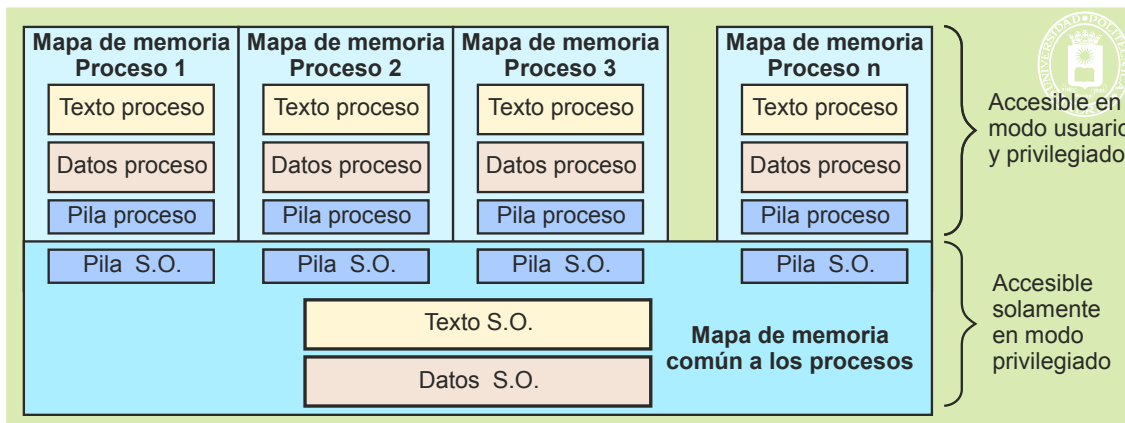 Mapa de memoria
Proceso 1
Mapa de memoria
Proceso 2
Mapa de memoria
Proceso 3
Mapa de memoria
Proceso n
Texto proceso
Texto proceso
Texto proceso
Texto proceso
Datos proceso
Datos proceso
Datos proceso
Datos proceso
Pila proceso
Pila proceso
Pila proceso
Pila proceso
Accesible en
modo usuario
y privilegiado
Pila S.O.
Pila S.O.
Pila S.O.
Pila S.O.
Texto S.O.
Datos S.O.
Mapa de memoria
común a los procesos
Accesible
solamente
en modo
privilegiado